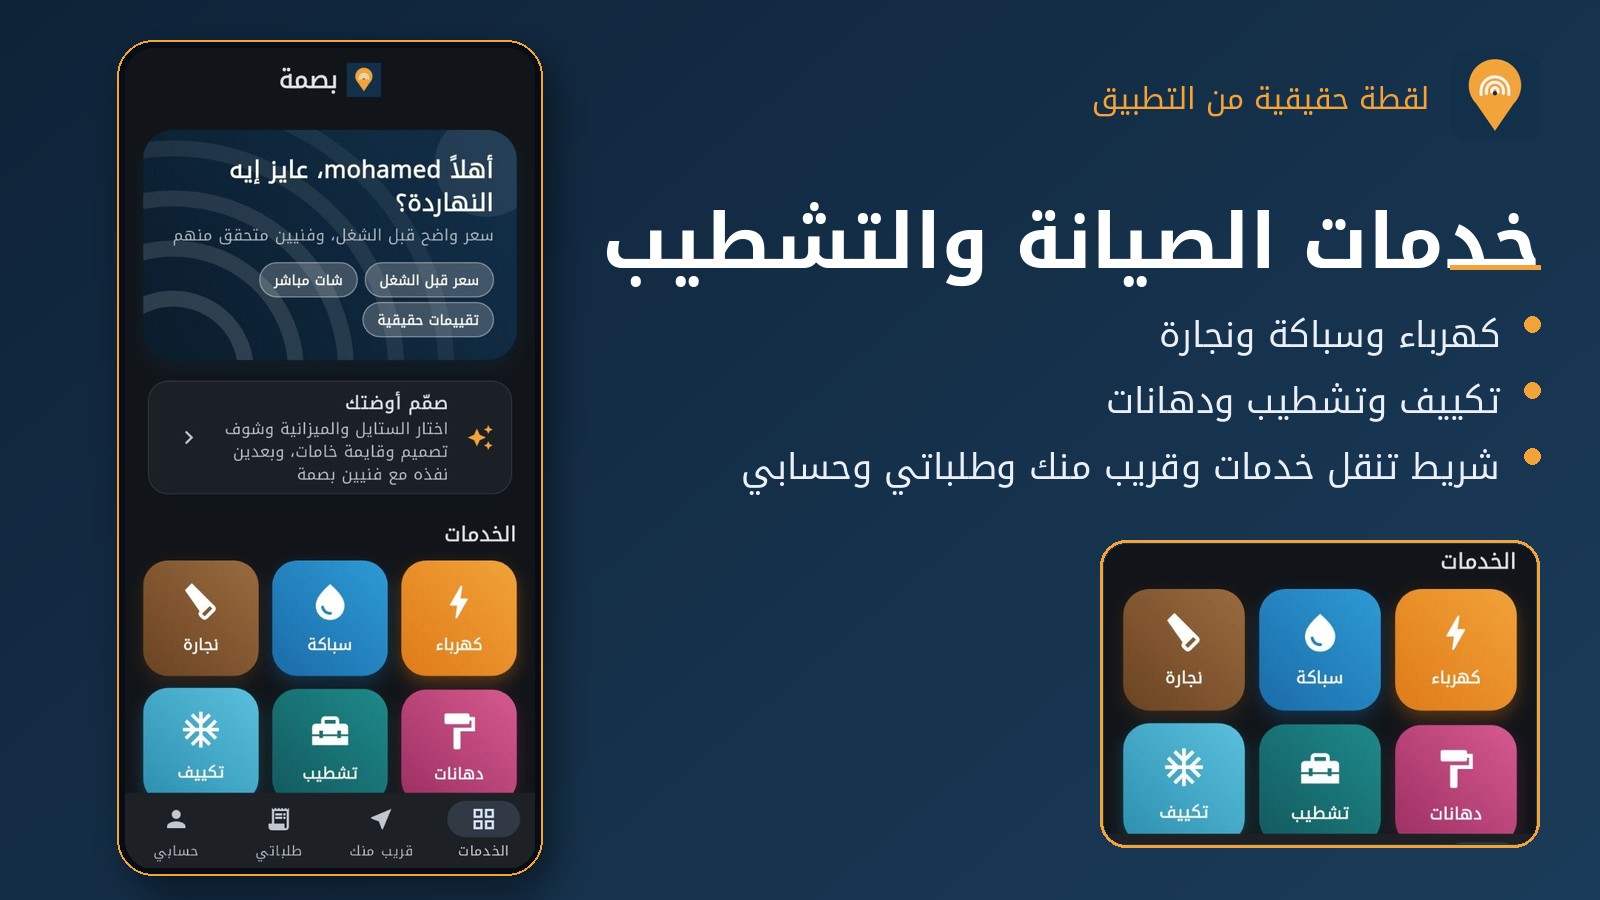 لقطة حقيقية من التطبيق
خدمات الصيانة والتشطيب
كهرباء وسباكة ونجارة
تكييف وتشطيب ودهانات
شريط تنقل خدمات وقريب منك وطلباتي وحسابي
الخدمات
كهرباء
سباكة
نجارة
دهانات
تشطيب
تكييف
بصمة
أهلاً mohamed، عايز إيه
النهاردة؟
سعر واضح قبل الشغل، وفنيين متحقق منهم
سعر قبل الشغل
شات مباشر
تقييمات حقيقية
صمّم أوضتك
اختار الستايل والميزانية وشوف
تصميم وقايمة خامات، وبعدين
نفذه مع فنيين بصمة
الخدمات
كهرباء
سباكة
نجارة
دهانات
تشطيب
تكييف
الخدمات
قريب منك
طلباتي
حسابي